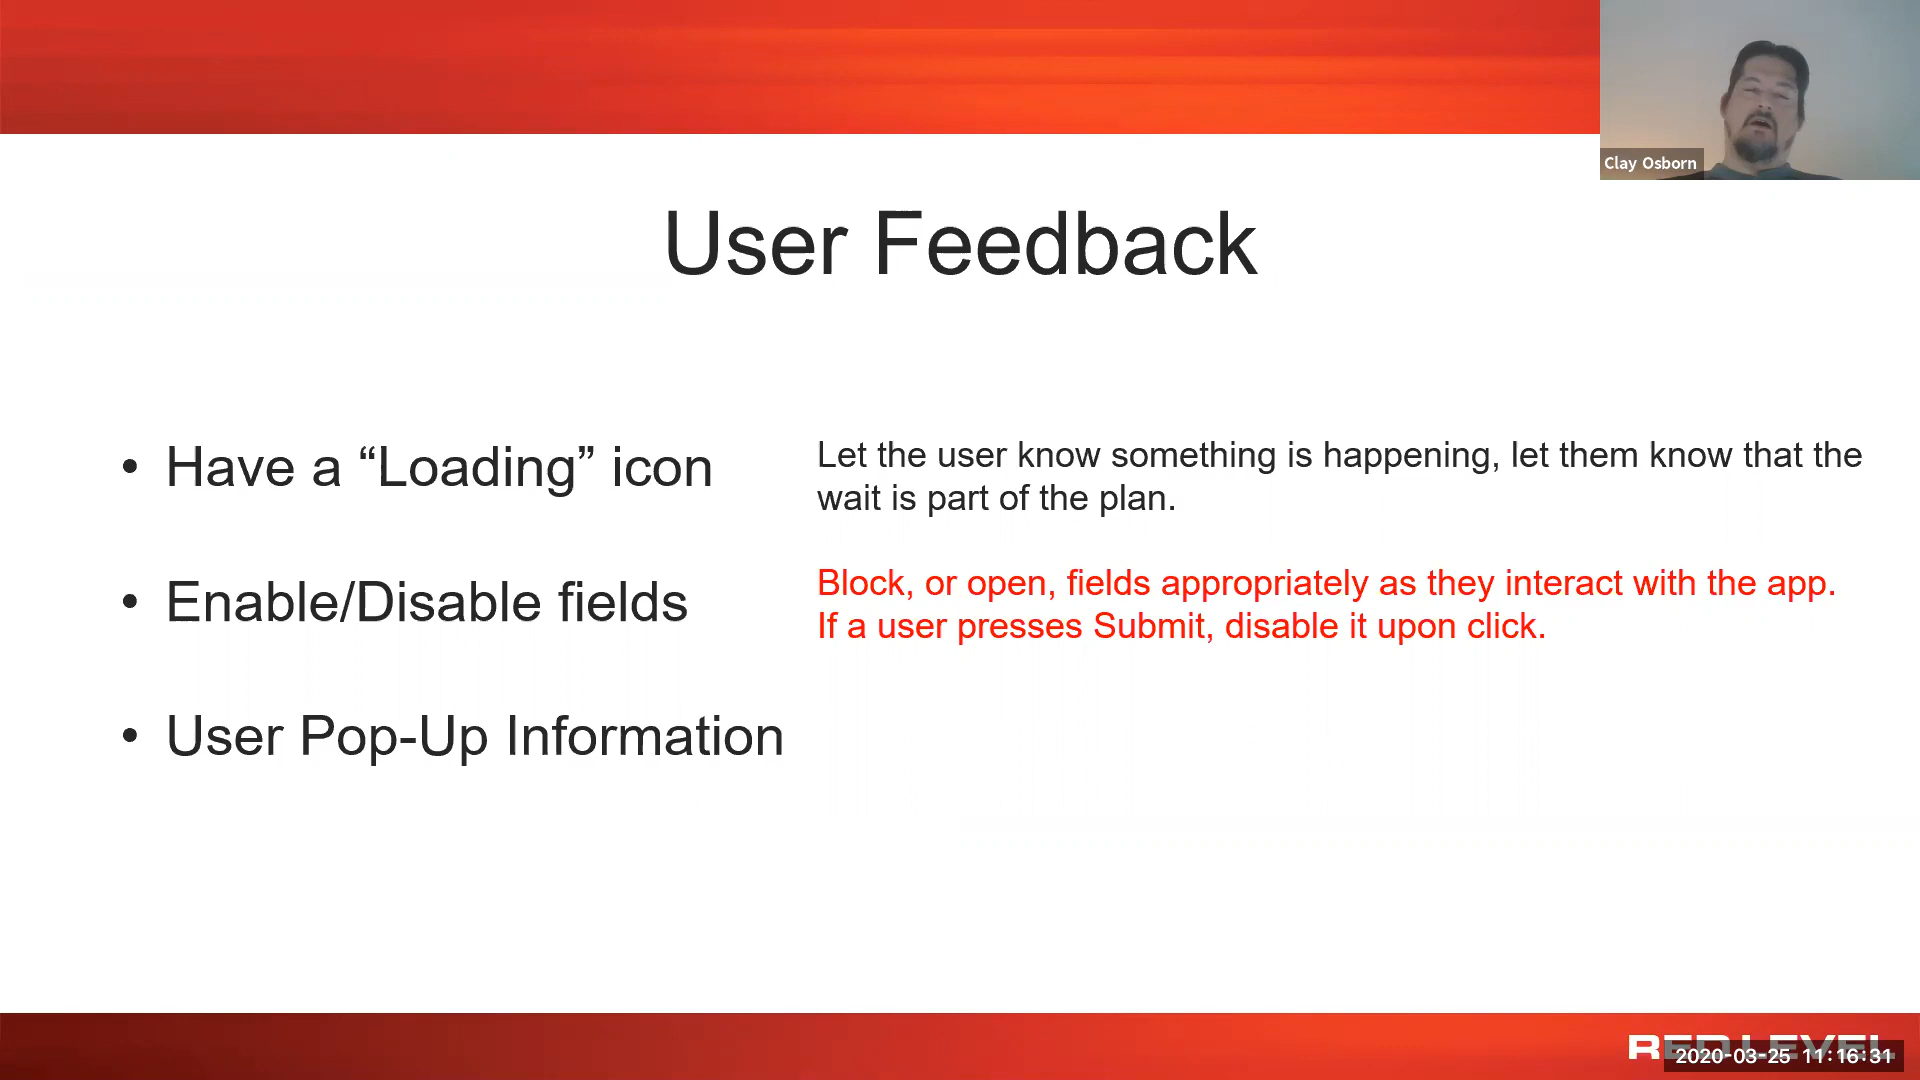 Clay Osborn
User Feedback
• Have a “Loading” icon
Let the user know something is happening, let them know that the
wait is part of the plan.
• Enable/Disable fields
Block, or open, fields appropriately as they interact with the app.
If a user presses Submit, disable it upon click.
• User Pop-Up Information
RED LEVEL
2020-03-25 11:16:31